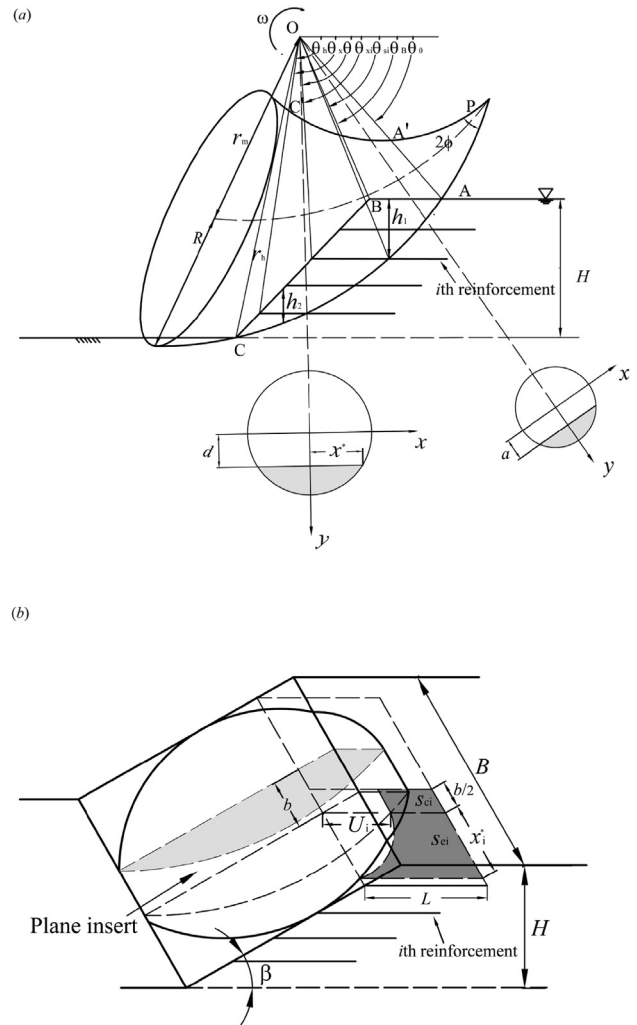 (a)
ω
O
θh θx θ θxi θsi θB θ0
C'
P
A'
2ϕ
rm
A
B
h1
R
rh
H
ith reinforcement
h2
C
x
d
x*
x
a
y
y
(b)
B
b
b/2
sci
Ui
x*i
sei
Plane insert
L
H
ith reinforcement
β